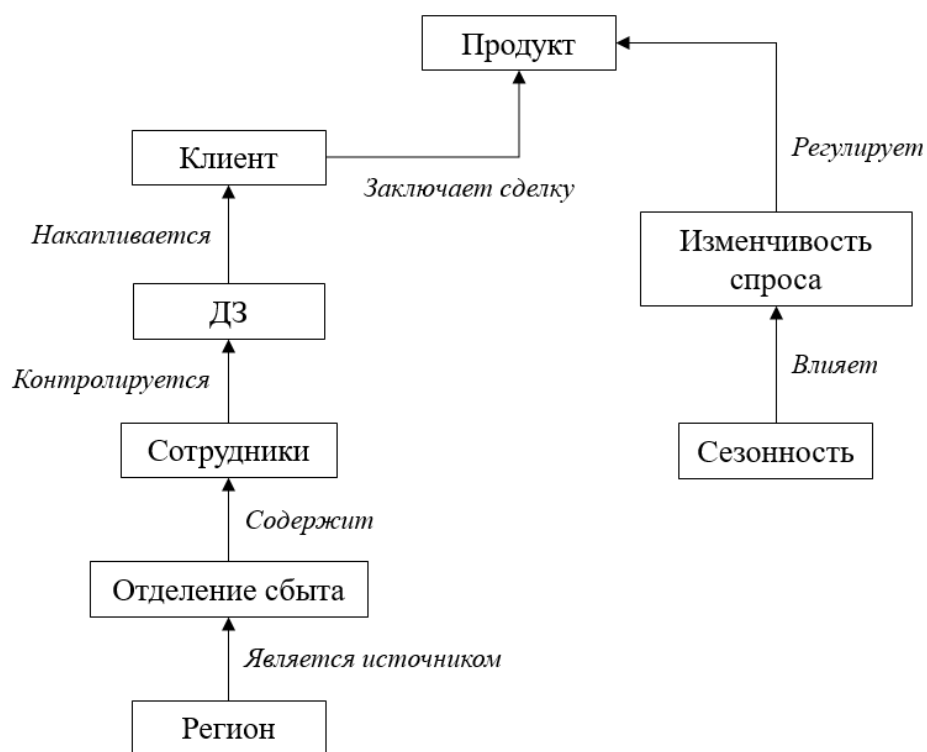 Продукт
Клиент
Регулирует
Заключает сделку
Накапливается
Изменчивость
спроса
ДЗ
Контролируется
Влияет
Сотрудники
Сезонность
Содержит
Отделение сбыта
Является источником
Регион